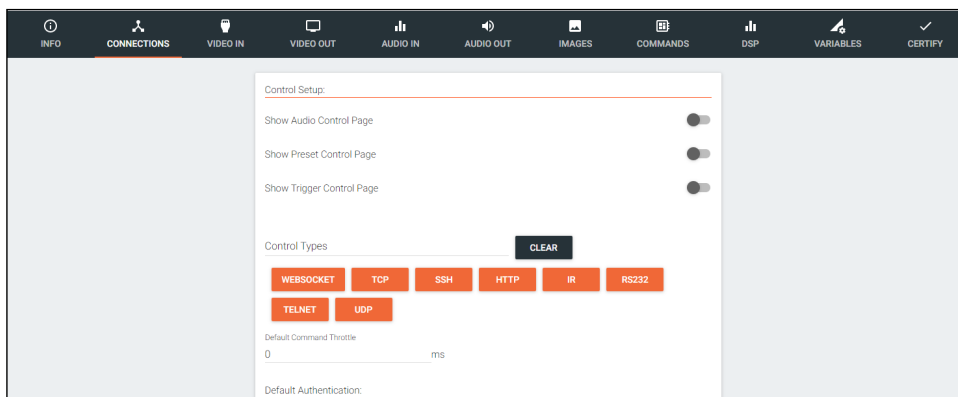 INFO CONNECTIONS VIDEO IN VIDEO OUT AUDIO IN AUDIO OUT IMAGES COMMANDS DSP VARIABLES CERTIFY
Control Setup:
Show Audio Control Page
Show Preset Control Page
Show Trigger Control Page
Control Types CLEAR
WEBSOCKET TCP SSH HTTP IR RS232
TELNET UDP
Default Command Throttle
0 ms
Default Authentication: